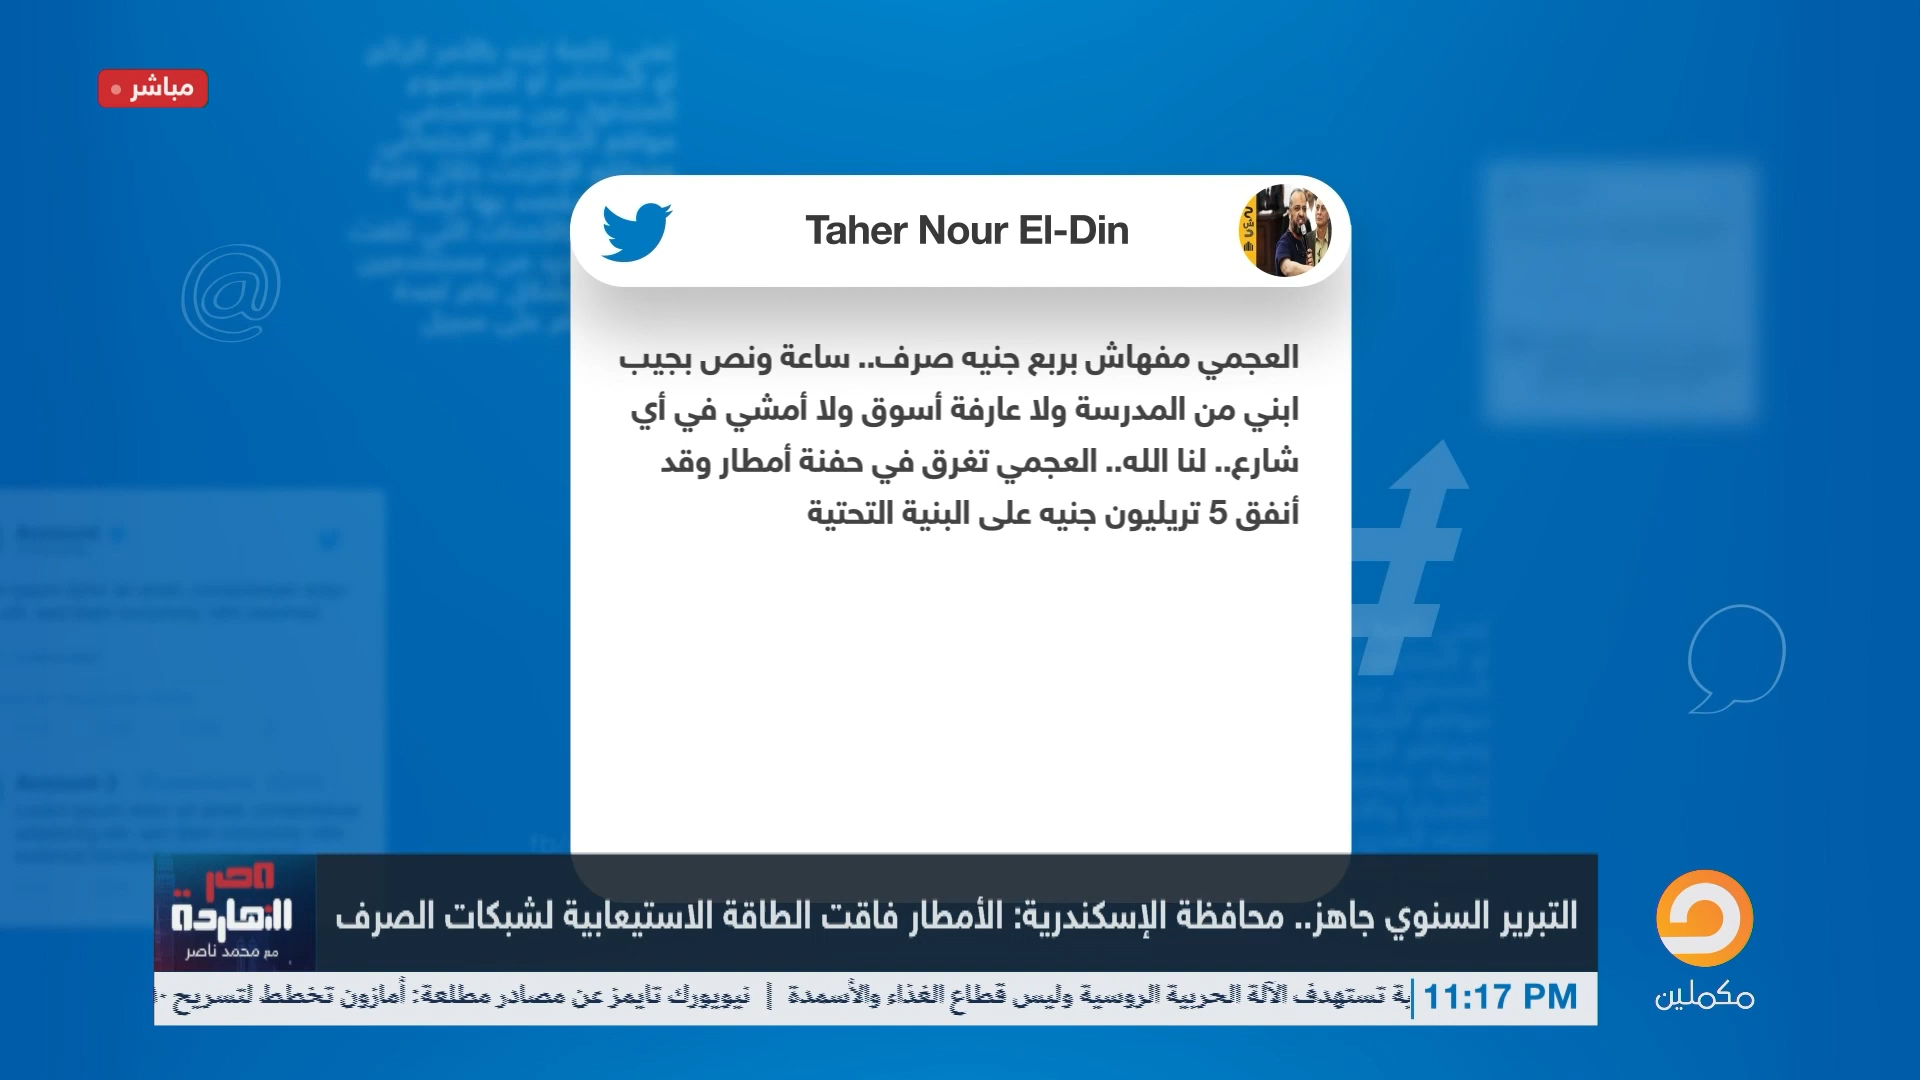 مباشر
Taher Nour El-Din
العجمي مفهاش بربع جنيه صرف.. ساعة ونص بجيب
ابني من المدرسة ولا عارفة أسوق ولا أمشي في أي
شارع.. لنا الله.. العجمي تغرق في حفنة أمطار وقد
أنفق 5 تريليون جنيه على البنية التحتية
التبرير السنوي جاهز.. محافظة الإسكندرية: الأمطار فاقت الطاقة الاستيعابية لشبكات الصرف
مصر
النهاردة
مع محمد ناصر
11:17 PM
ية تستهدف الآلة الحربية الروسية وليس قطاع الغذاء والأسمدة | نيويورك تايمز عن مصادر مطلعة: أمازون تخطط لتسريح
مكملين